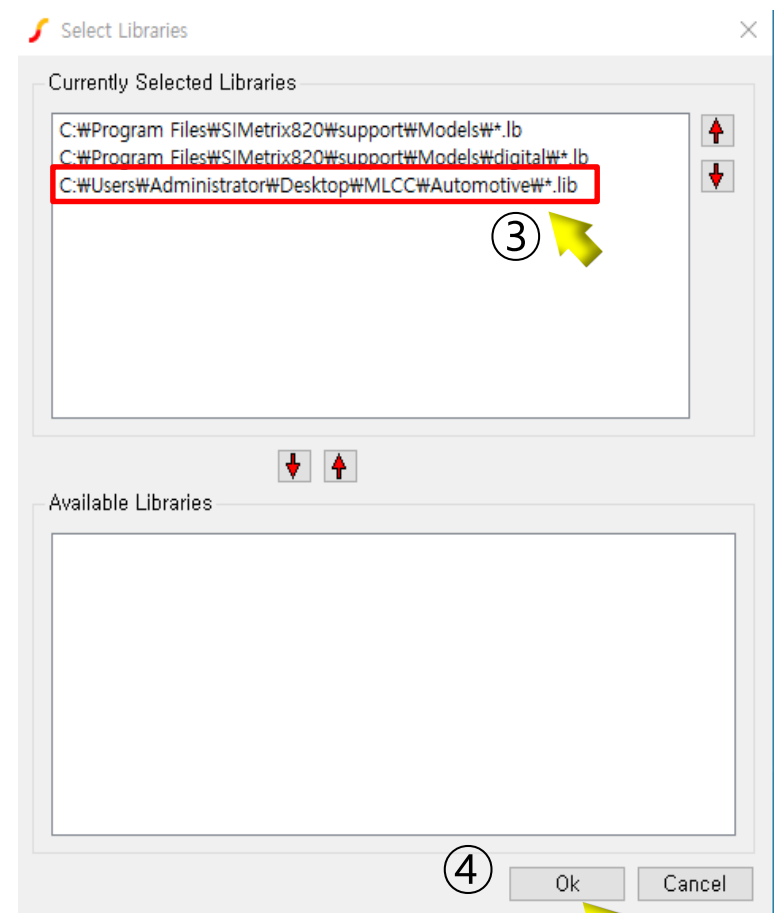 Select Libraries
Currently Selected Libraries
C:₩Program Files₩SIMetrix820₩support₩Models₩*.lb
C:₩Program Files₩SIMetrix820₩support₩Models₩digital₩*.lb
C:₩Users₩Administrator₩Desktop₩MLCC₩Automotive₩*.lib
③
Available Libraries
④
Ok
Cancel